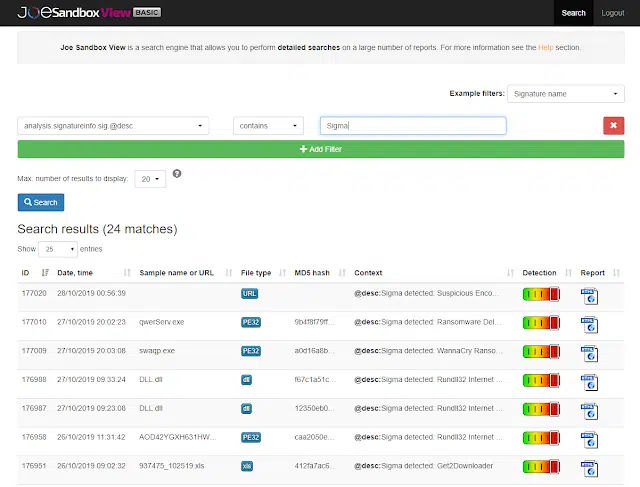 JOESandboxView BASIC
Search Logout
Joe Sandbox View is a search engine that allows you to perform detailed searches on a large number of reports. For more information see the Help section.
Example filters: Signature name
analysis.signatureinfo.sig.@desc contains Sigma
Add Filter
Max. number of results to display: 20
Search
Search results (24 matches)
Show 25 entries
ID Date, time Sample name or URL File type MD5 hash Context Detection Report
177020 28/10/2019 00:56:39 URL @desc:Sigma detected: Suspicious Enco...
177010 27/10/2019 20:02:23 qwerServ.exe PE32 9b4f8f79ff... @desc:Sigma detected: Ransomware Del...
177009 27/10/2019 20:03:08 swaqp.exe PE32 a0d16a8b... @desc:Sigma detected: WannaCry Ranso...
176988 27/10/2019 09:33:24 DLL.dll dll f67c1a51c... @desc:Sigma detected: Rundll32 Internet ...
176987 27/10/2019 09:23:08 DLL.dll dll 12350eb0... @desc:Sigma detected: Rundll32 Internet ...
176958 26/10/2019 11:31:42 AOD42YGXH631HW... PE32 caa2050e... @desc:Sigma detected: Rundll32 Internet ...
176951 26/10/2019 09:02:32 937475_102519.xls xls 412fa7ac6... @desc:Sigma detected: Get2Downloader